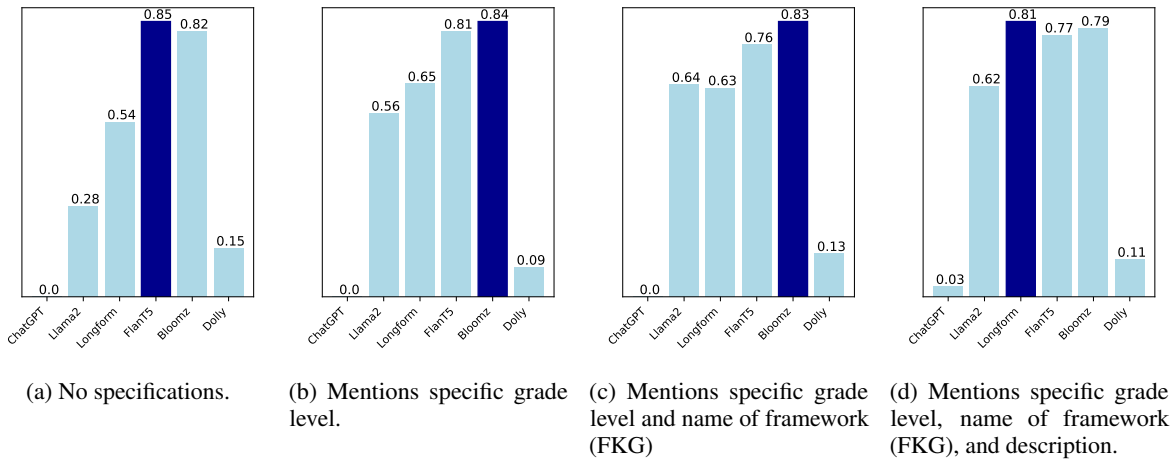 0.0
0.28
0.54
0.85
0.82
0.15
ChatGPT
Llama2
Longform
FlanT5
Bloomz
Dolly
(a) No specifications.
0.0
0.56
0.65
0.81
0.84
0.09
ChatGPT
Llama2
Longform
FlanT5
Bloomz
Dolly
(b) Mentions specific grade
level.
0.0
0.64
0.63
0.76
0.83
0.13
ChatGPT
Llama2
Longform
FlanT5
Bloomz
Dolly
(c) Mentions specific grade
level and name of framework
(FKG)
0.03
0.62
0.81
0.77
0.79
0.11
ChatGPT
Llama2
Longform
FlanT5
Bloomz
Dolly
(d) Mentions specific grade
level, name of framework
(FKG), and description.